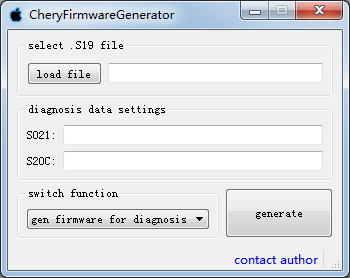 CheryFirmwareGenerator
select .S19 file
load file
diagnosis data settings
S021:
S20C:
switch function
gen firmware for diagnosis
generate
contact author